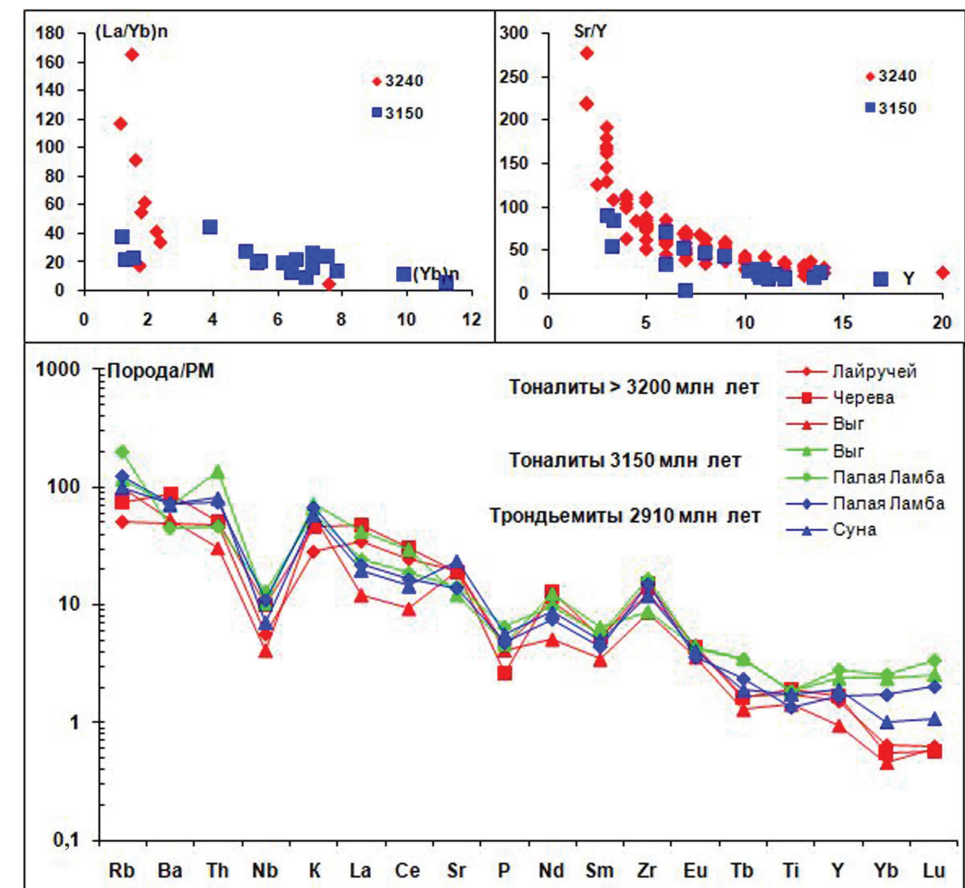 (La/Yb)n
180
160
140
120
100
80
60
40
20
0
3240
3150
(Yb)n
0 2 4 6 8 10 12
Sr/Y
300
250
200
150
100
50
0
3240
3150
Y
0 5 10 15 20
Порода/РМ
1000
100
10
1
0,1
Тоналиты > 3200 млн лет
Тоналиты 3150 млн лет
Трондьемиты 2910 млн лет
Лайручей
Черева
Выг
Выг
Палая Ламба
Палая Ламба
Суна
Rb Ba Th Nb K La Ce Sr P Nd Sm Zr Eu Tb Ti Y Yb Lu